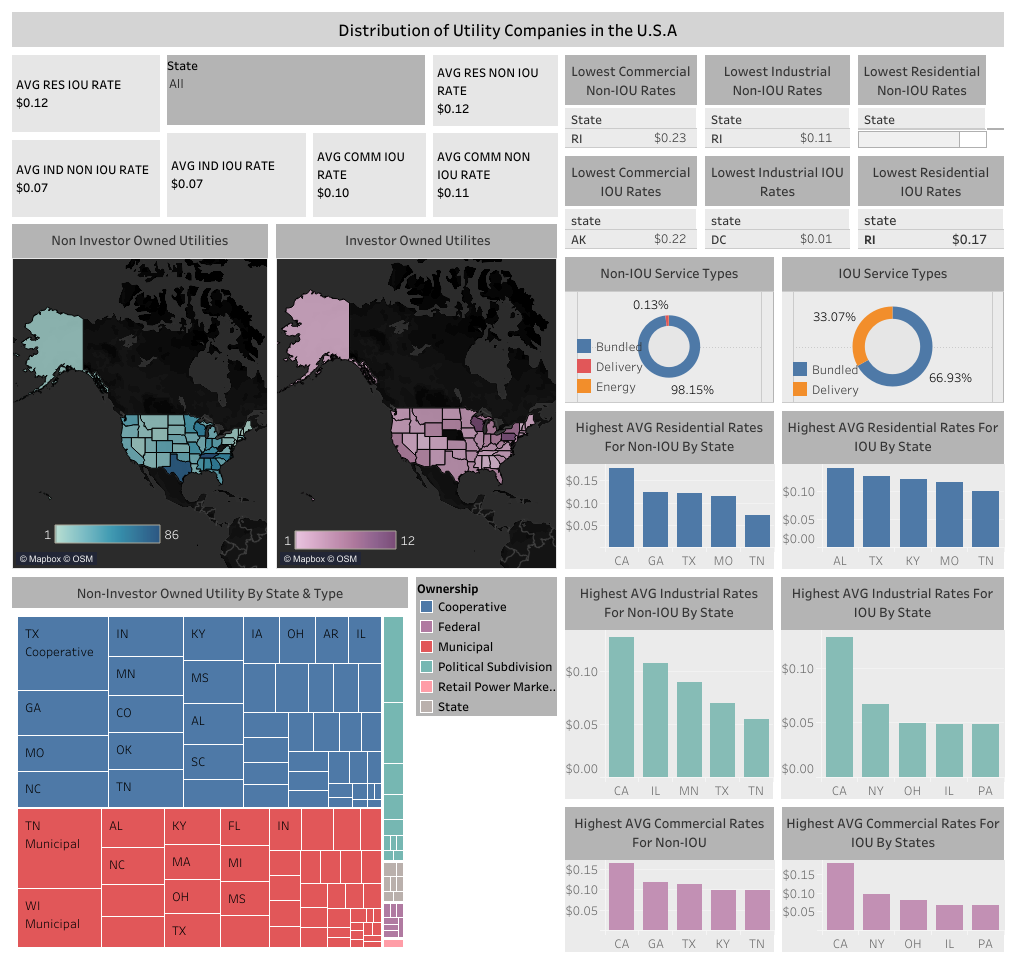 Distribution of Utility Companies in the U.S.A
AVG RES IOU RATE
$0.12
State
All
AVG RES NON IOU
RATE
$0.12
AVG IND NON IOU RATE
$0.07
AVG IND IOU RATE
$0.07
AVG COMM IOU
RATE
$0.10
AVG COMM NON
IOU RATE
$0.11
Lowest Commercial
Non-IOU Rates
State
RI $0.23
Lowest Industrial
Non-IOU Rates
State
RI $0.11
Lowest Residential
Non-IOU Rates
State
Lowest Commercial
IOU Rates
state
AK $0.22
Lowest Industrial IOU
Rates
state
DC $0.01
Lowest Residential
IOU Rates
state
RI $0.17
Non Investor Owned Utilities
1 86
© Mapbox © OSM
Investor Owned Utilites
1 12
© Mapbox © OSM
Non-IOU Service Types
0.13%
Bundled
Delivery
Energy
98.15%
IOU Service Types
33.07%
Bundled
Delivery
66.93%
Highest AVG Residential Rates
For Non-IOU By State
$0.15
$0.10
$0.05
CA GA TX MO TN
Highest AVG Residential Rates For
IOU By State
$0.10
$0.05
$0.00
AL TX KY MO TN
Non-Investor Owned Utility By State & Type
TX
Cooperative
GA
MO
NC
IN
MN
CO
OK
TN
KY
MS
AL
SC
IA OH AR IL
TN
Municipal
WI
Municipal
AL
NC
KY
MA
OH
TX
FL
MI
MS
IN
Ownership
Cooperative
Federal
Municipal
Political Subdivision
Retail Power Marke..
State
Highest AVG Industrial Rates
For Non-IOU By State
$0.10
$0.05
$0.00
CA IL MN TX TN
Highest AVG Industrial Rates For
IOU By State
$0.10
$0.05
$0.00
CA NY OH IL PA
Highest AVG Commercial Rates
For Non-IOU
$0.15
$0.10
$0.05
CA GA TX KY TN
Highest AVG Commercial Rates For
IOU By States
$0.15
$0.10
$0.05
CA NY OH IL PA